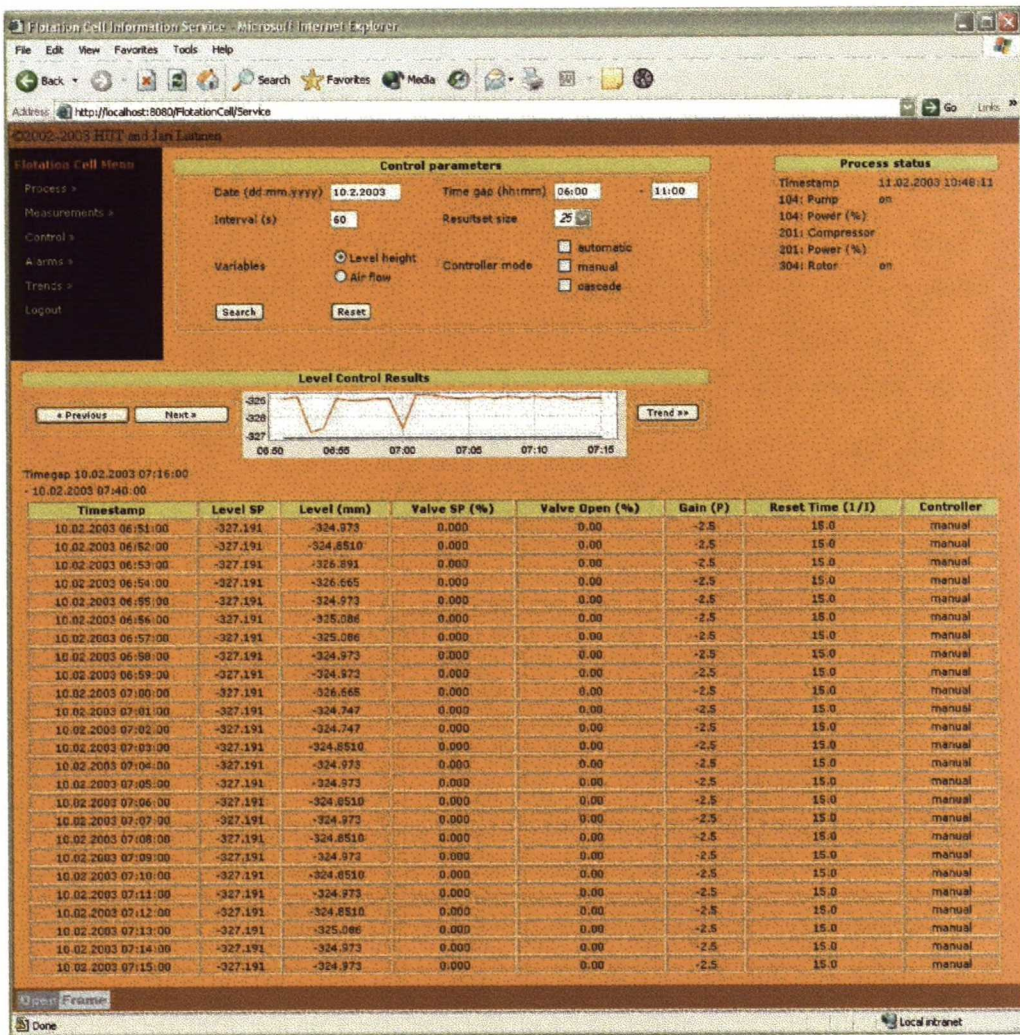 Flotation Cell Information Service - Microsoft Internet Explorer
File Edit View Favorites Tools Help
Back Search Favorites Media
Address http://localhost:8080/FlotationCell/Service Go Links »
©2002-2003 HUT and Jari
Flotation Cell Menu
Process »
Measurements »
Control »
Alarms »
Trends »
Logout
Control parameters
Date (dd.mm.yyyy) 10.2.2003 Time gap (hh:mm) 06:00 - 11:00
Interval (s) 60 Resultset size 25
Variables Level height Air flow Controller mode automatic manual cascade
Search Reset
Process status
Timestamp 11.02.2003 10:48:11
104: Pump on
104: Power (%)
201: Compressor
201: Power (%)
304: Rotor on
Level Control Results
« Previous Next » Trend »»
-325
-326
-327
06:50 06:55 07:00 07:05 07:10 07:15
Timegap 10.02.2003 07:16:00
- 10.02.2003 07:40:00
Timestamp Level SP Level (mm) Valve SP (%) Valve Open (%) Gain (P) Reset Time (1/I) Controller
10.02.2003 06:51:00 -327.191 -324.973 0.000 0.00 -2.5 15.0 manual
10.02.2003 06:52:00 -327.191 -324.8510 0.000 0.00 -2.5 15.0 manual
10.02.2003 06:53:00 -327.191 -326.891 0.000 0.00 -2.5 15.0 manual
10.02.2003 06:54:00 -327.191 -326.665 0.000 0.00 -2.5 15.0 manual
10.02.2003 06:55:00 -327.191 -324.973 0.000 0.00 -2.5 15.0 manual
10.02.2003 06:56:00 -327.191 -325.086 0.000 0.00 -2.5 15.0 manual
10.02.2003 06:57:00 -327.191 -325.086 0.000 0.00 -2.5 15.0 manual
10.02.2003 06:58:00 -327.191 -324.973 0.000 0.00 -2.5 15.0 manual
10.02.2003 06:59:00 -327.191 -324.973 0.000 0.00 -2.5 15.0 manual
10.02.2003 07:00:00 -327.191 -326.665 0.000 0.00 -2.5 15.0 manual
10.02.2003 07:01:00 -327.191 -324.747 0.000 0.00 -2.5 15.0 manual
10.02.2003 07:02:00 -327.191 -324.747 0.000 0.00 -2.5 15.0 manual
10.02.2003 07:03:00 -327.191 -324.8510 0.000 0.00 -2.5 15.0 manual
10.02.2003 07:04:00 -327.191 -324.973 0.000 0.00 -2.5 15.0 manual
10.02.2003 07:05:00 -327.191 -324.973 0.000 0.00 -2.5 15.0 manual
10.02.2003 07:06:00 -327.191 -324.8510 0.000 0.00 -2.5 15.0 manual
10.02.2003 07:07:00 -327.191 -324.973 0.000 0.00 -2.5 15.0 manual
10.02.2003 07:08:00 -327.191 -324.8510 0.000 0.00 -2.5 15.0 manual
10.02.2003 07:09:00 -327.191 -324.973 0.000 0.00 -2.5 15.0 manual
10.02.2003 07:10:00 -327.191 -324.8510 0.000 0.00 -2.5 15.0 manual
10.02.2003 07:11:00 -327.191 -324.973 0.000 0.00 -2.5 15.0 manual
10.02.2003 07:12:00 -327.191 -324.8510 0.000 0.00 -2.5 15.0 manual
10.02.2003 07:13:00 -327.191 -325.086 0.000 0.00 -2.5 15.0 manual
10.02.2003 07:14:00 -327.191 -324.973 0.000 0.00 -2.5 15.0 manual
10.02.2003 07:15:00 -327.191 -324.973 0.000 0.00 -2.5 15.0 manual
Open Frame
Done Local intranet